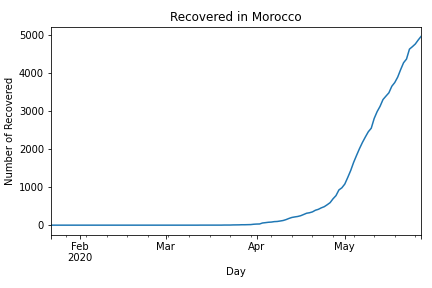 Recovered in Morocco
Number of Recovered
5000
4000
3000
2000
1000
0
Feb
2020
Mar
Apr
May
Day